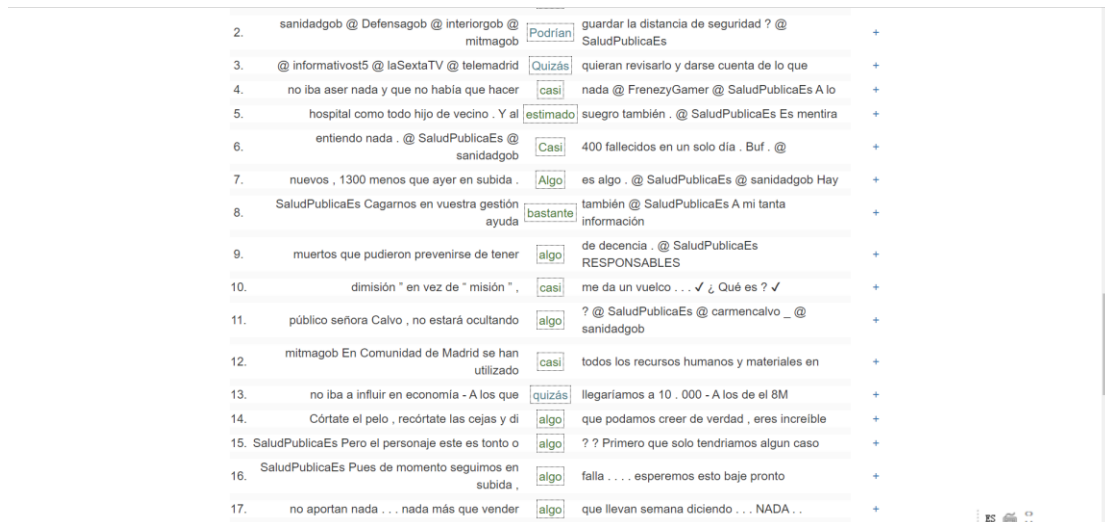 2. sanidadgob @ Defensagob @ interiorgob @ mitmagob Podrían guardar la distancia de seguridad ? @ SaludPublicaEs +
3. @ informativost5 @ laSextaTV @ telemadrid Quizás quieran revisarlo y darse cuenta de lo que +
4. no iba aser nada y que no había que hacer casi nada @ FrenezyGamer @ SaludPublicaEs A lo +
5. hospital como todo hijo de vecino . Y al estimado suegro también . @ SaludPublicaEs Es mentira +
6. entiendo nada . @ SaludPublicaEs @ sanidadgob Casi 400 fallecidos en un solo día . Buf . @ +
7. nuevos , 1300 menos que ayer en subida . Algo es algo . @ SaludPublicaEs @ sanidadgob Hay +
8. SaludPublicaEs Cagarnos en vuestra gestión ayuda bastante también @ SaludPublicaEs A mi tanta información +
9. muertos que pudieron prevenirse de tener algo de decencia . @ SaludPublicaEs RESPONSABLES +
10. dimisión " en vez de " misión " , casi me da un vuelco . . . ✓ ¿ Qué es ? ✓ +
11. público señora Calvo , no estará ocultando algo ? @ SaludPublicaEs @ carmencalvo _ @ sanidadgob +
12. mitmagob En Comunidad de Madrid se han utilizado casi todos los recursos humanos y materiales en +
13. no iba a influir en economía - A los que quizás llegaríamos a 10 . 000 - A los de el 8M +
14. Córtate el pelo , recórtate las cejas y di algo que podamos creer de verdad , eres increíble +
15. SaludPublicaEs Pero el personaje este es tonto o algo ? ? Primero que solo tendriamos algun caso +
16. SaludPublicaEs Pues de momento seguimos en subida , algo falla . . . . esperemos esto baje pronto +
17. no aportan nada . . . nada más que vender algo que llevan semana diciendo . . . NADA . . +
ES